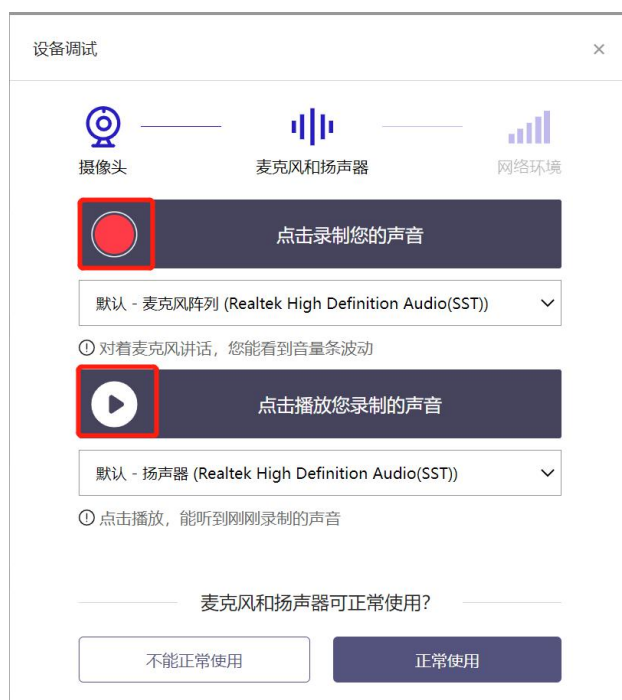 设备调试
摄像头
麦克风和扬声器
网络环境
点击录制您的声音
默认 - 麦克风阵列 (Realtek High Definition Audio(SST))
对着麦克风讲话，您能看到音量条波动
点击播放您录制的声音
默认 - 扬声器 (Realtek High Definition Audio(SST))
点击播放，能听到刚刚录制的声音
麦克风和扬声器可正常使用？
不能正常使用
正常使用